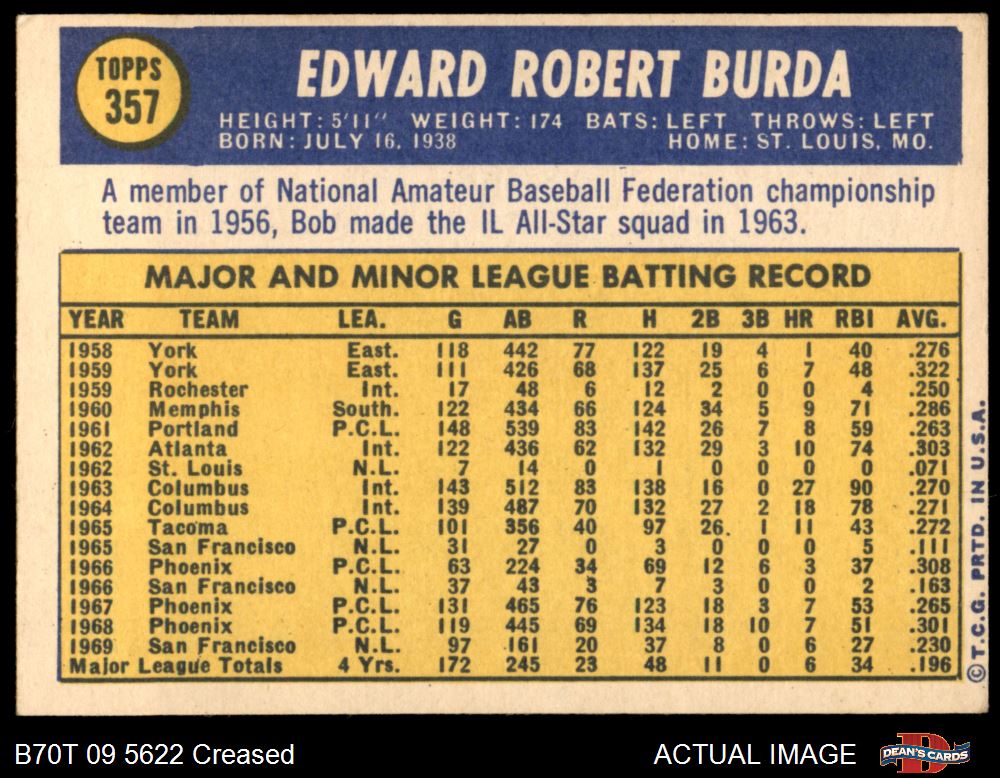 TOPPS
357
EDWARD ROBERT BURDA
HEIGHT: 5'11" WEIGHT: 174 BATS: LEFT THROWS: LEFT
BORN: JULY 16, 1938 HOME: ST. LOUIS, MO.
A member of National Amateur Baseball Federation championship
team in 1956, Bob made the IL All-Star squad in 1963.
MAJOR AND MINOR LEAGUE BATTING RECORD
YEAR TEAM LEA. G AB R H 2B 3B HR RBI AVG.
1958 York East. 118 442 77 122 19 4 1 40 .276
1959 York East. 111 426 68 137 25 6 7 48 .322
1959 Rochester Int. 17 48 6 12 2 0 0 4 .250
1960 Memphis South. 122 434 66 124 34 5 9 71 .286
1961 Portland P.C.L. 148 539 83 142 26 7 8 59 .263
1962 Atlanta Int. 122 436 62 132 29 3 10 74 .303
1962 St. Louis N.L. 7 14 0 1 0 0 0 0 .071
1963 Columbus Int. 143 512 83 138 16 0 27 90 .270
1964 Columbus Int. 139 487 70 132 27 2 18 78 .271
1965 Tacoma P.C.L. 101 356 40 97 26 1 11 43 .272
1965 San Francisco N.L. 31 27 0 3 0 0 0 5 .111
1966 Phoenix P.C.L. 63 224 34 69 12 6 3 37 .308
1966 San Francisco N.L. 37 43 3 7 3 0 0 2 .163
1967 Phoenix P.C.L. 131 465 76 123 18 3 7 53 .265
1968 Phoenix P.C.L. 119 445 69 134 18 10 7 51 .301
1969 San Francisco N.L. 97 161 20 37 8 0 6 27 .230
Major League Totals 4 Yrs. 172 245 23 48 11 0 6 34 .196
© T.C.G. PRTD. IN U.S.A.
B70T 09 5622 Creased
ACTUAL IMAGE
DEAN'S CARDS